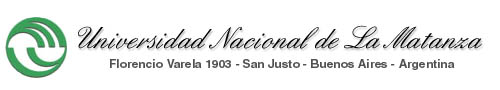 Universidad Nacional de La Matanza
Florencio Varela 1903 - San Justo - Buenos Aires - Argentina